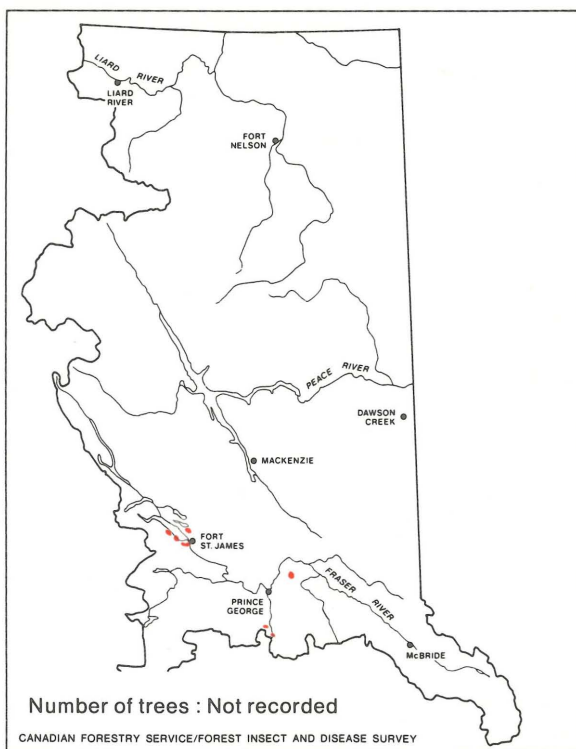 LIARD RIVER
LIARD
RIVER
FORT
NELSON
PEACE RIVER
DAWSON
CREEK
MACKENZIE
FORT
ST. JAMES
PRINCE
GEORGE
FRASER RIVER
McBRIDE
Number of trees : Not recorded
CANADIAN FORESTRY SERVICE/FOREST INSECT AND DISEASE SURVEY